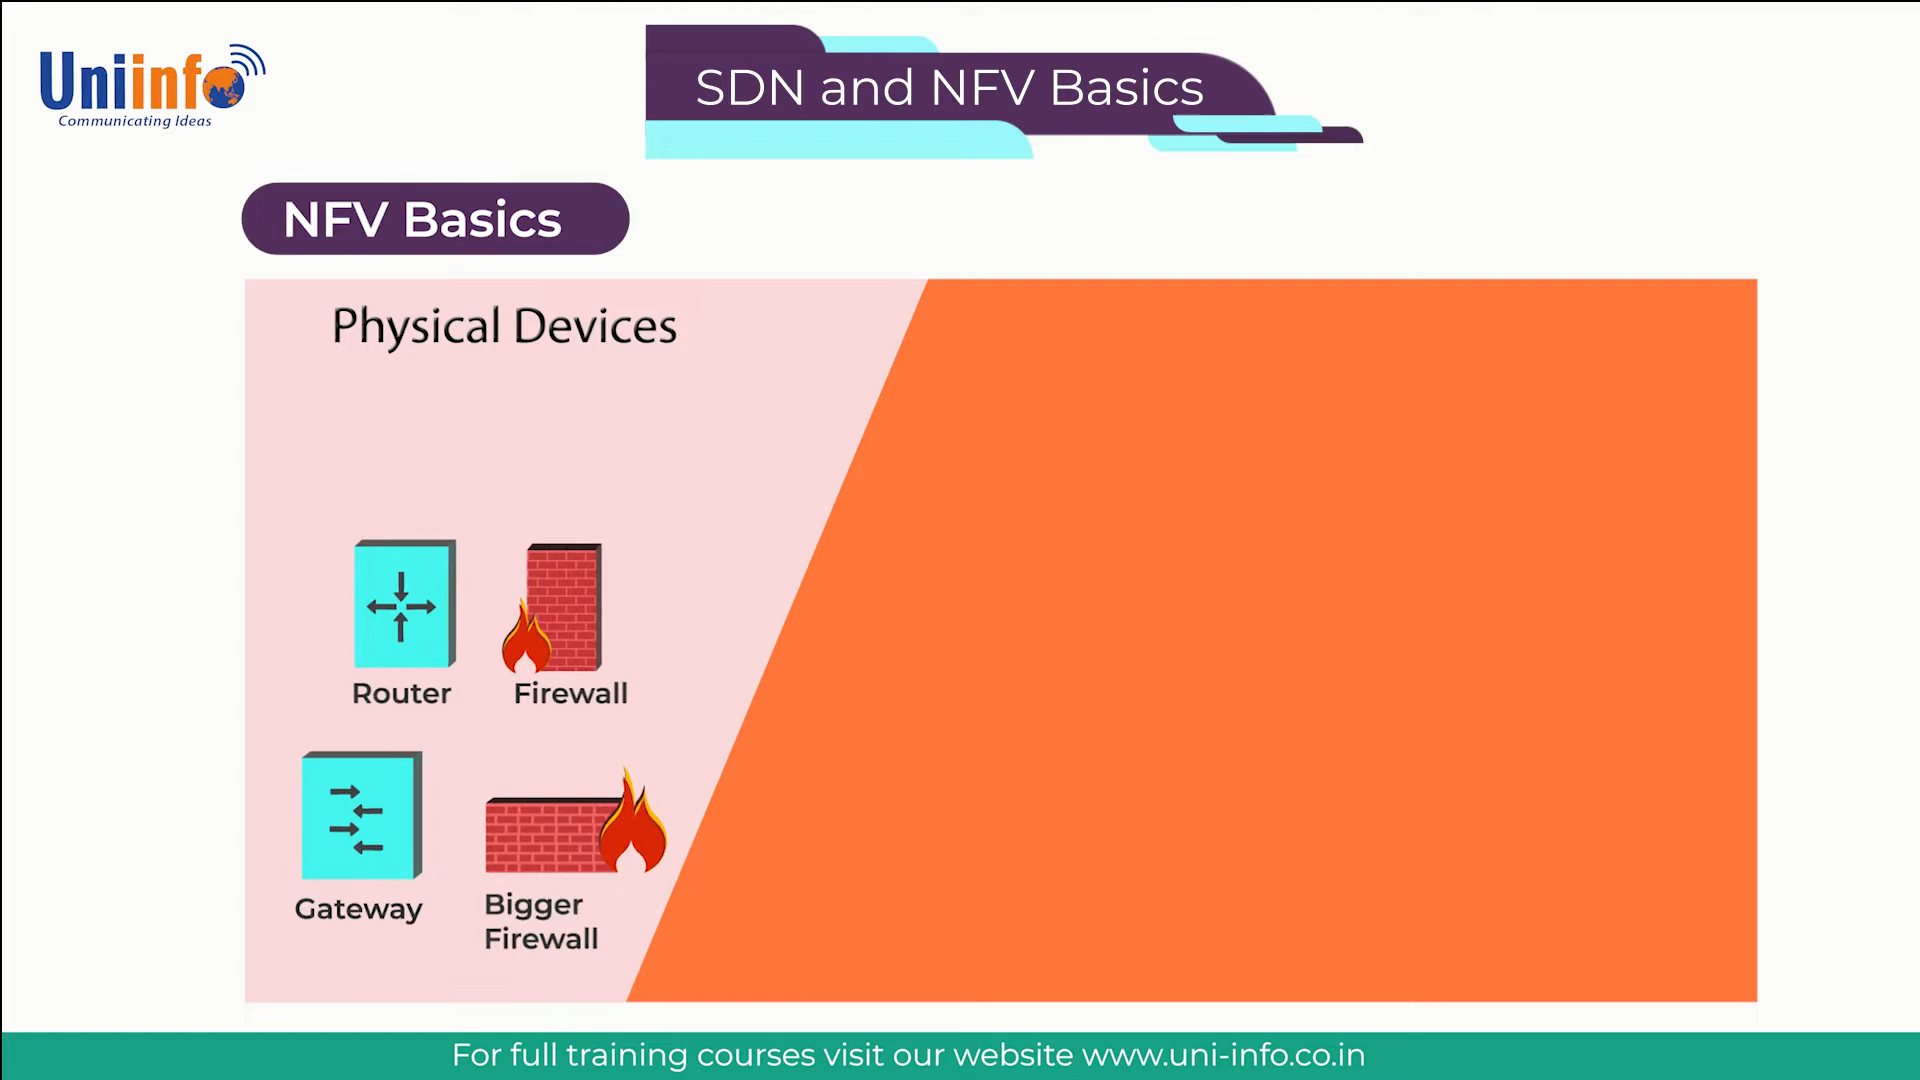 Uniinfo
Communicating Ideas
SDN and NFV Basics
NFV Basics
Physical Devices
Router
Firewall
Gateway
Bigger
Firewall
For full training courses visit our website www.uni-info.co.in